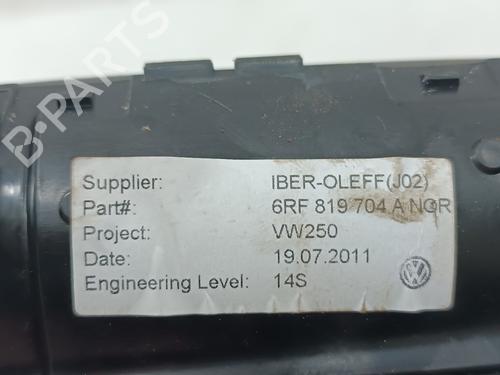 B-PARTS
Supplier: IBER-OLEFF(J02)
Part#: 6RF 819 704 A NGR
Project: VW250
Date: 19.07.2011
Engineering Level: 14S